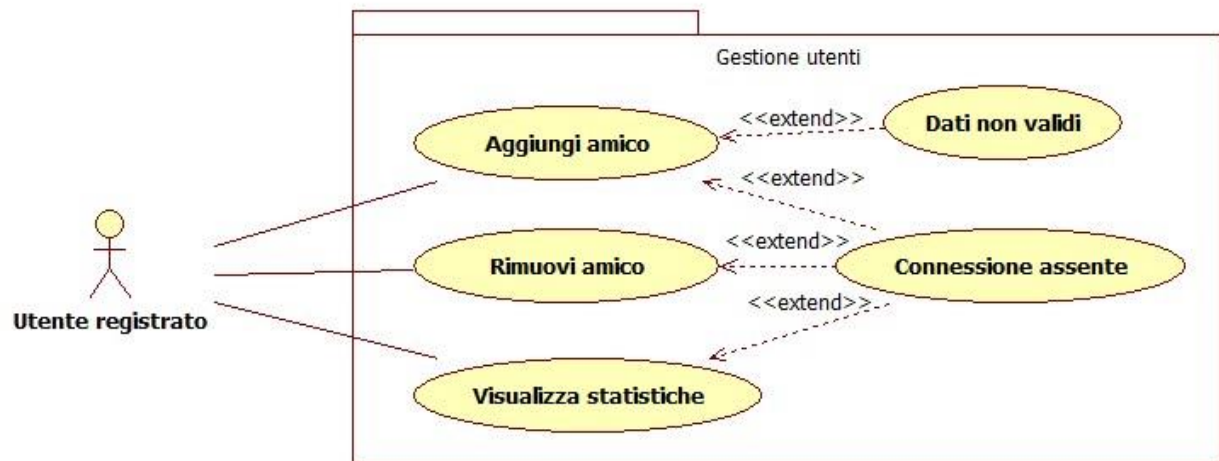 Gestione utenti
<<extend>>
Dati non validi
Aggiungi amico
<<extend>>
<<extend>>
Rimuovi amico
Connessione assente
<<extend>>
Utente registrato
Visualizza statistiche